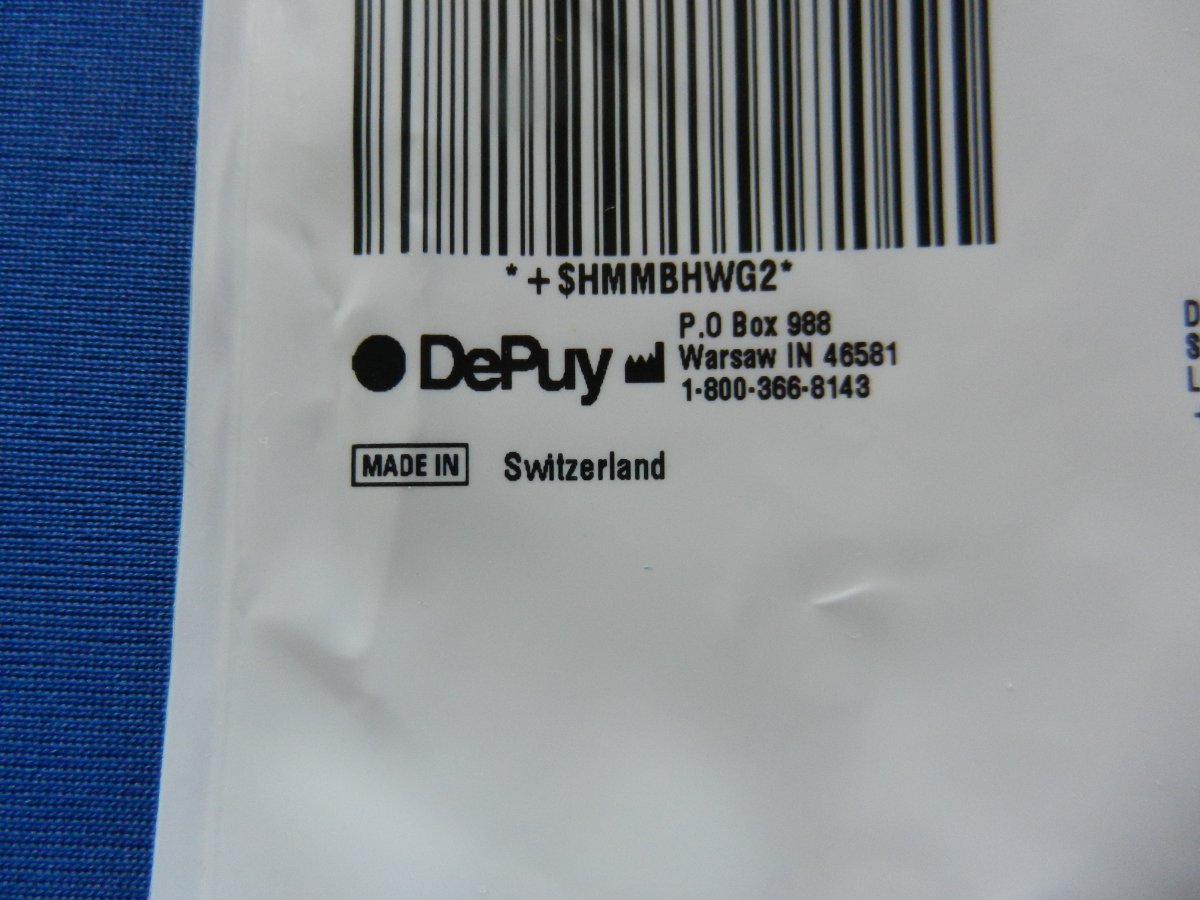 *+$HMMBHWG2*
DePuy
P.O Box 988
Warsaw IN 46581
1-800-366-8143
MADE IN Switzerland